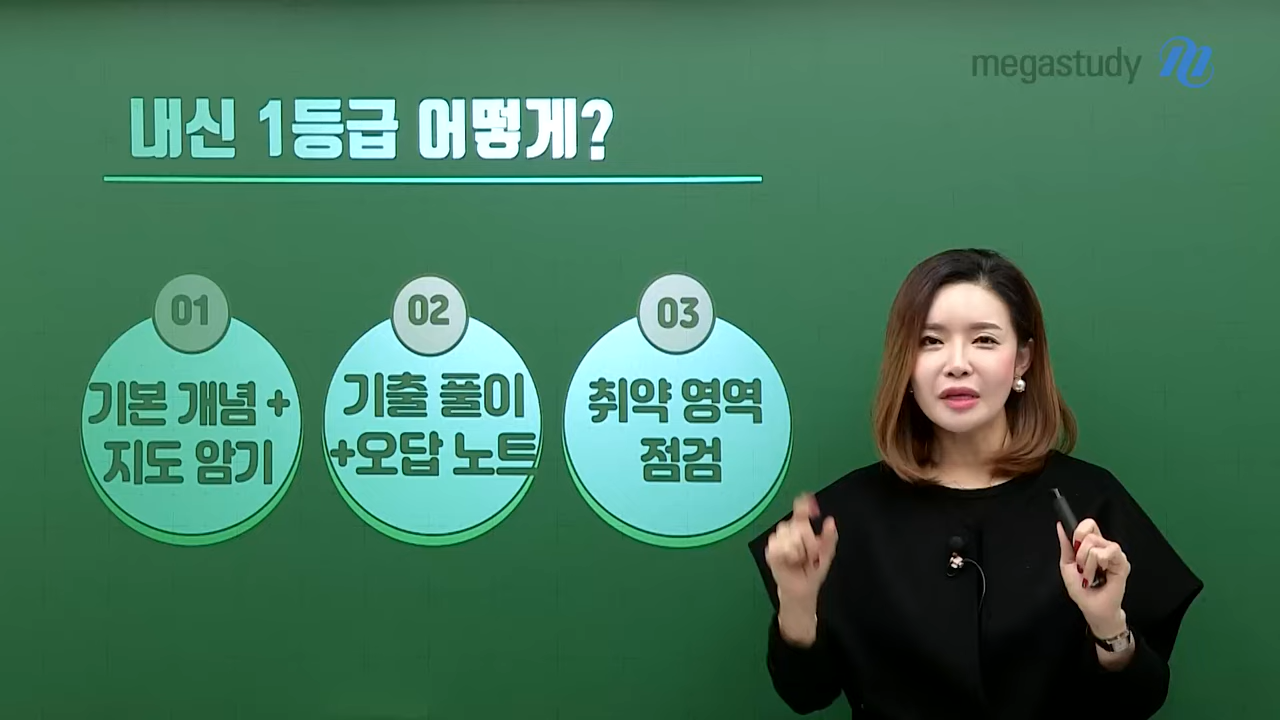 megastudy
내신 1등급 어떻게?
01
기본 개념 +
지도 암기
02
기출 풀이
+오답 노트
03
취약 영역
점검